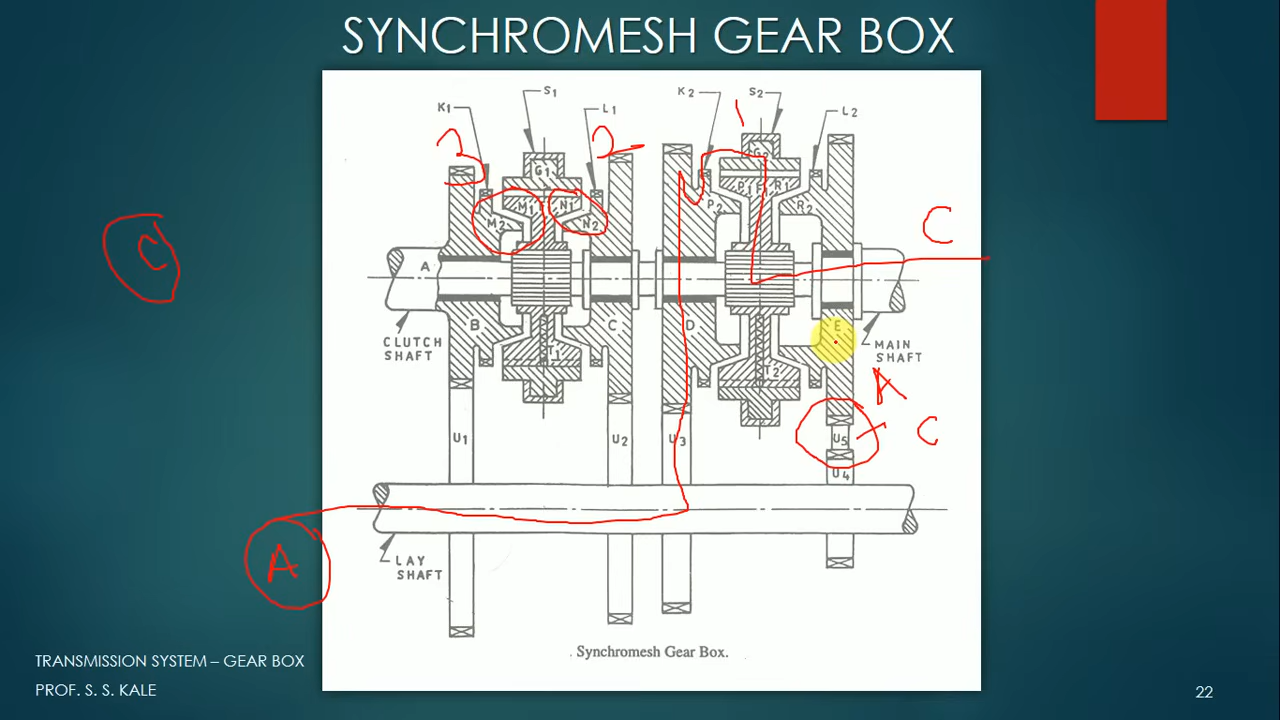 SYNCHROMESH GEAR BOX
K1
S1
L1
K2
S2
L2
3
2
1
G1
G2
M1
N1
P1
F1
R1
M2
N2
P2
R2
A
B
C
D
E
T1
T2
CLUTCH
SHAFT
MAIN
SHAFT
C
C
A
C
U1
U2
U3
U5
U4
A
LAY
SHAFT
Synchromesh Gear Box.
TRANSMISSION SYSTEM – GEAR BOX
PROF. S. S. KALE
22